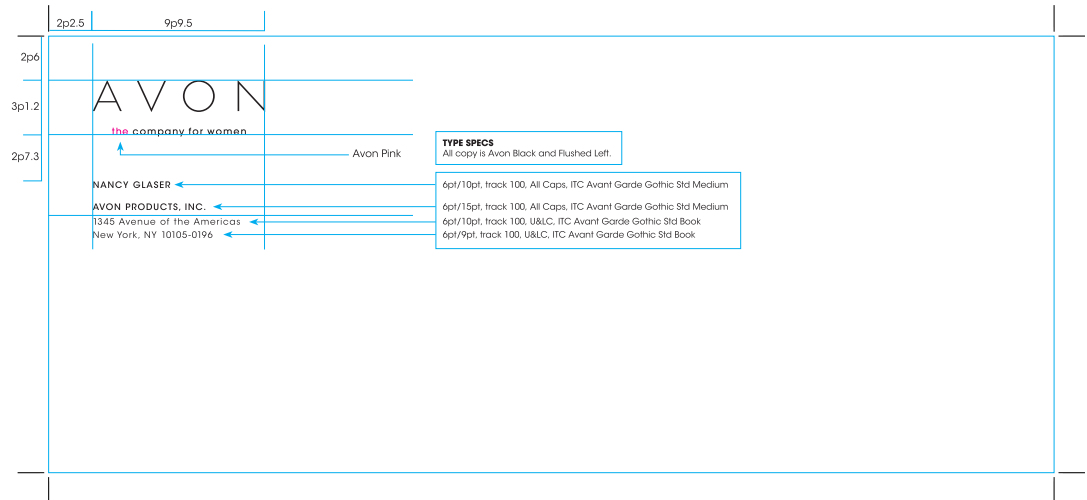 2p2.5 9p9.5
2p6
AVON
3p1.2
the company for women
TYPE SPECS
All copy is Avon Black and Flushed Left.
2p7.3
Avon Pink
NANCY GLASER
6pt/10pt, track 100, All Caps, ITC Avant Garde Gothic Std Medium
AVON PRODUCTS, INC.
6pt/15pt, track 100, All Caps, ITC Avant Garde Gothic Std Medium
1345 Avenue of the Americas
6pt/10pt, track 100, U&LC, ITC Avant Garde Gothic Std Book
New York, NY 10105-0196
6pt/9pt, track 100, U&LC, ITC Avant Garde Gothic Std Book